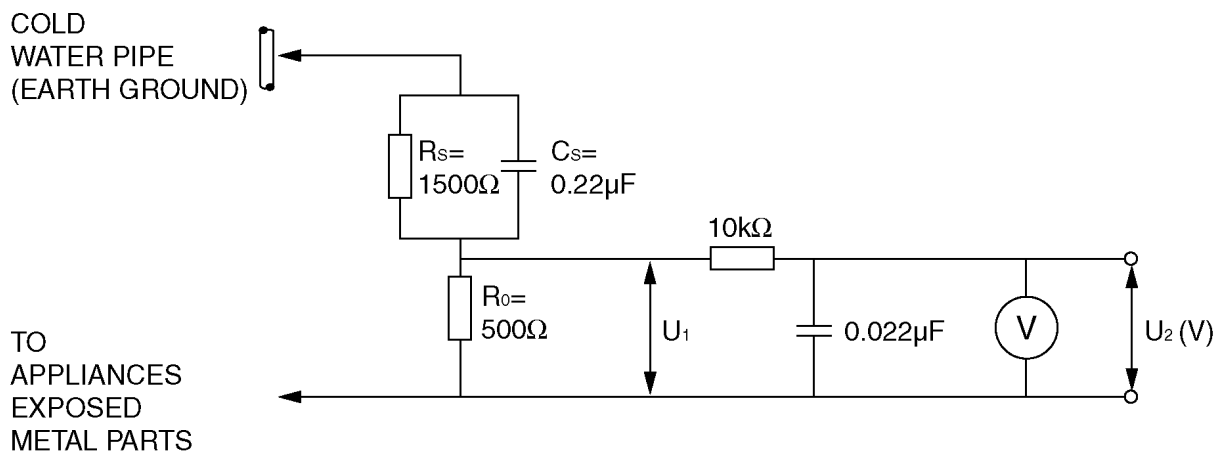 COLD
WATER PIPE
(EARTH GROUND)
RS=
1500Ω
CS=
0.22µF
10kΩ
R0=
500Ω
U1
0.022µF
V
U2 (V)
TO
APPLIANCES
EXPOSED
METAL PARTS